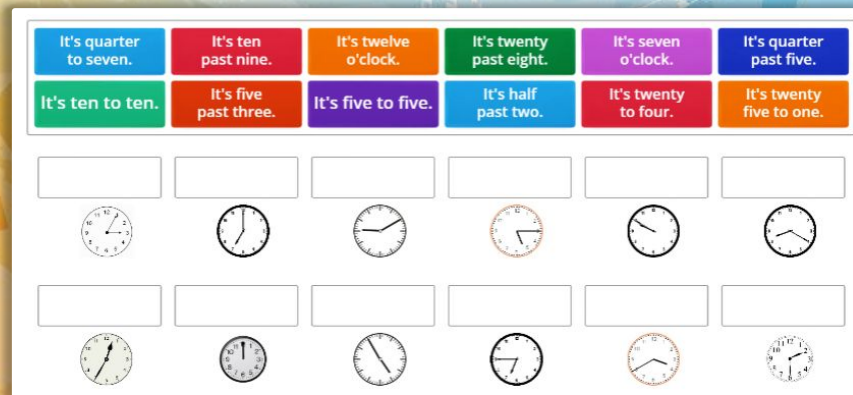 It's quarter
to seven.
It's ten
past nine.
It's twelve
o'clock.
It's twenty
past eight.
It's seven
o'clock.
It's quarter
past five.
It's ten to ten.
It's five
past three.
It's five to five.
It's half
past two.
It's twenty
to four.
It's twenty
five to one.